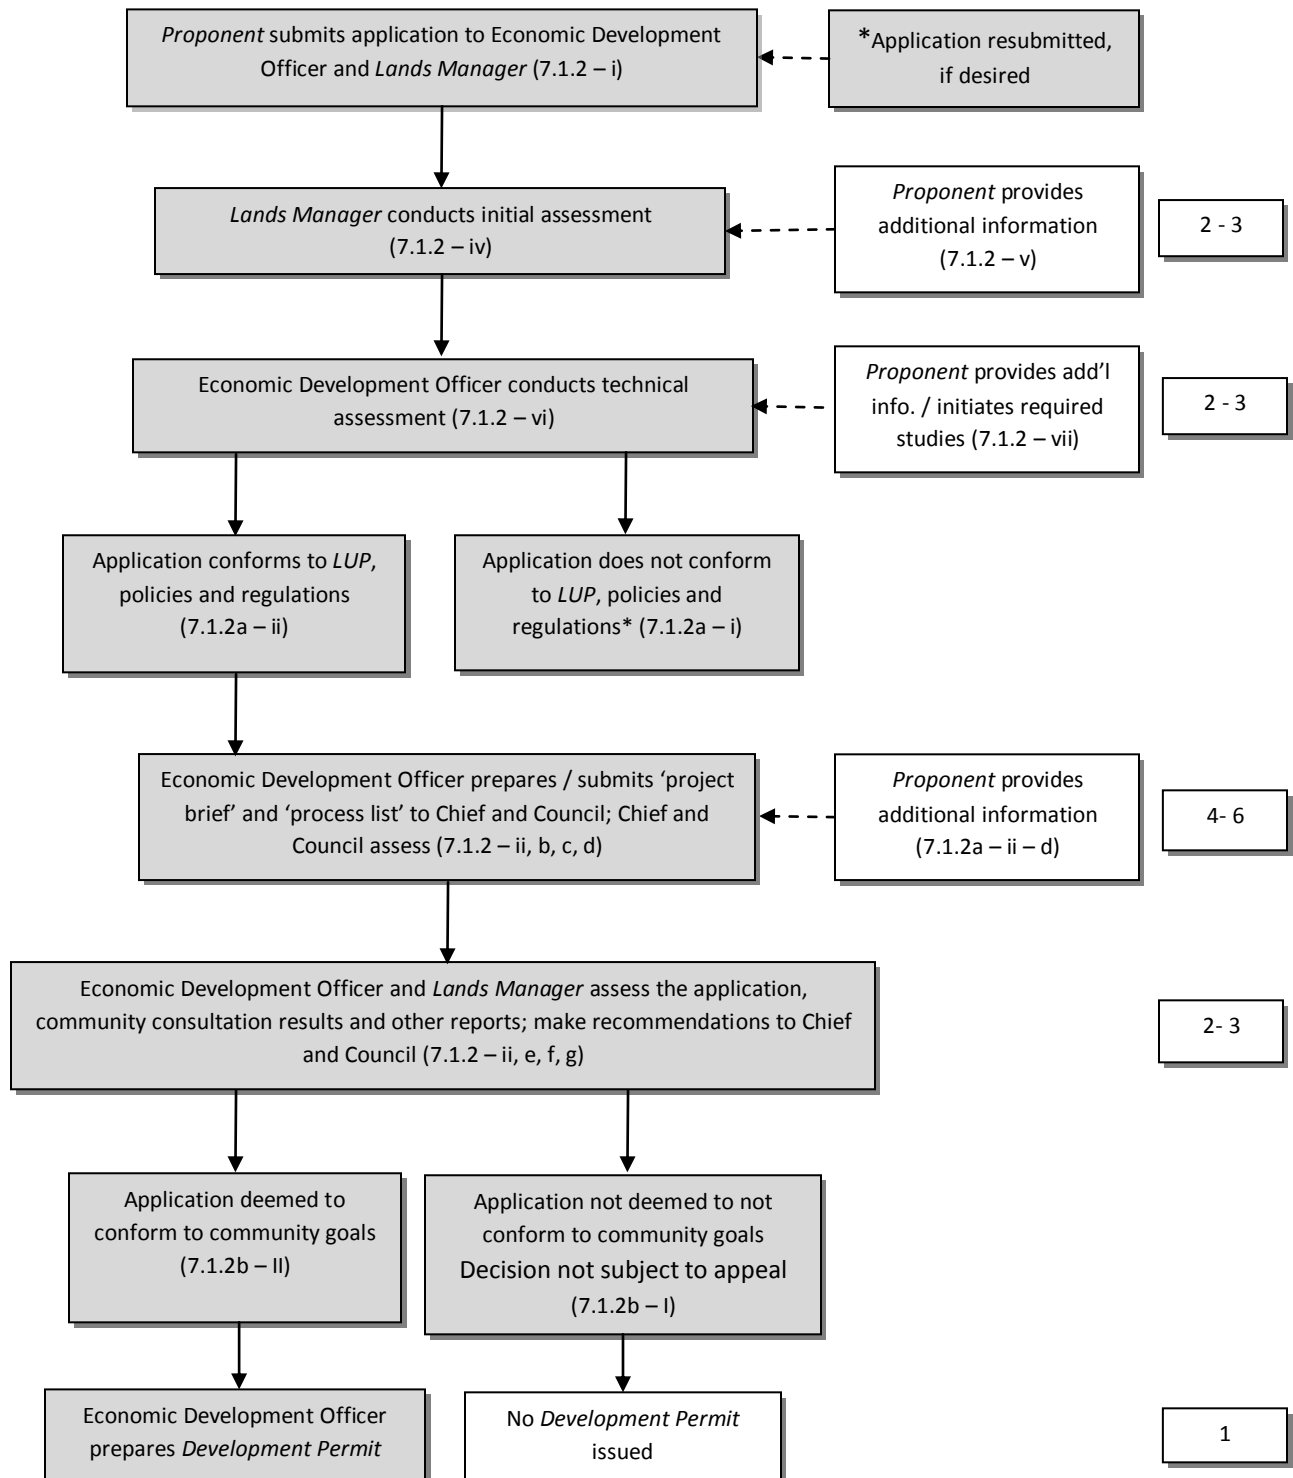 Proponent submits application to Economic Development
Officer and Lands Manager (7.1.2 – i)
*Application resubmitted,
if desired
Lands Manager conducts initial assessment
(7.1.2 – iv)
Proponent provides
additional information
(7.1.2 – v)
2 - 3
Economic Development Officer conducts technical
assessment (7.1.2 – vi)
Proponent provides add'l
info. / initiates required
studies (7.1.2 – vii)
2 - 3
Application conforms to LUP,
policies and regulations
(7.1.2a – ii)
Application does not conform
to LUP, policies and
regulations* (7.1.2a – i)
Economic Development Officer prepares / submits ‘project
brief’ and ‘process list’ to Chief and Council; Chief and
Council assess (7.1.2 – ii, b, c, d)
Proponent provides
additional information
(7.1.2a – ii – d)
4- 6
Economic Development Officer and Lands Manager assess the application,
community consultation results and other reports; make recommendations to Chief
and Council (7.1.2 – ii, e, f, g)
2- 3
Application deemed to
conform to community goals
(7.1.2b – II)
Application not deemed to not
conform to community goals
Decision not subject to appeal
(7.1.2b – I)
Economic Development Officer
prepares Development Permit
No Development Permit
issued
1